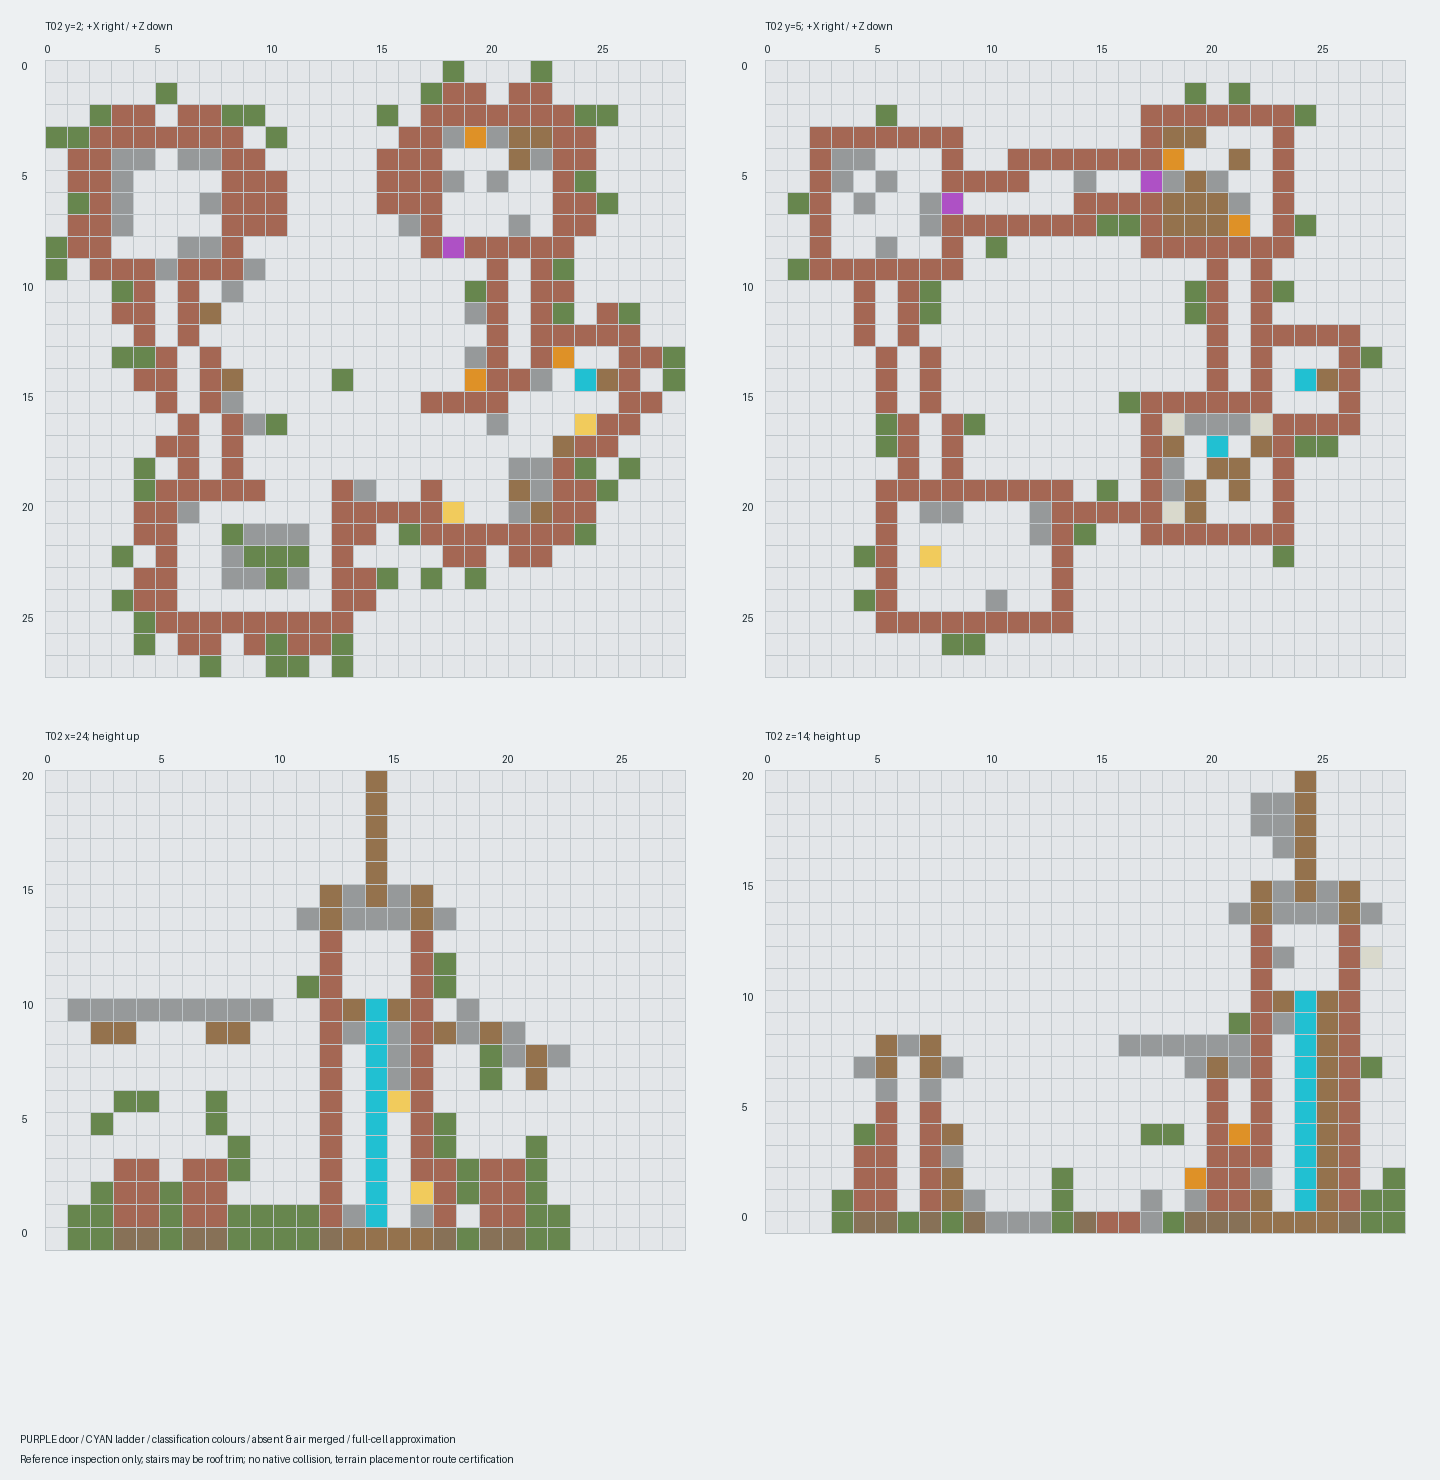 T02 y=2; +X right / +Z down
T02 y=5; +X right / +Z down
0 5 10 15 20 25
0 5 10 15 20 25
0
5
10
15
20
25
0
5
10
15
20
25
T02 x=24; height up
T02 z=14; height up
0 5 10 15 20 25
0 5 10 15 20 25
20
15
10
5
0
20
15
10
5
0
PURPLE door / CYAN ladder / classification colours / absent & air merged / full-cell approximation
Reference inspection only; stairs may be roof trim; no native collision, terrain placement or route certification